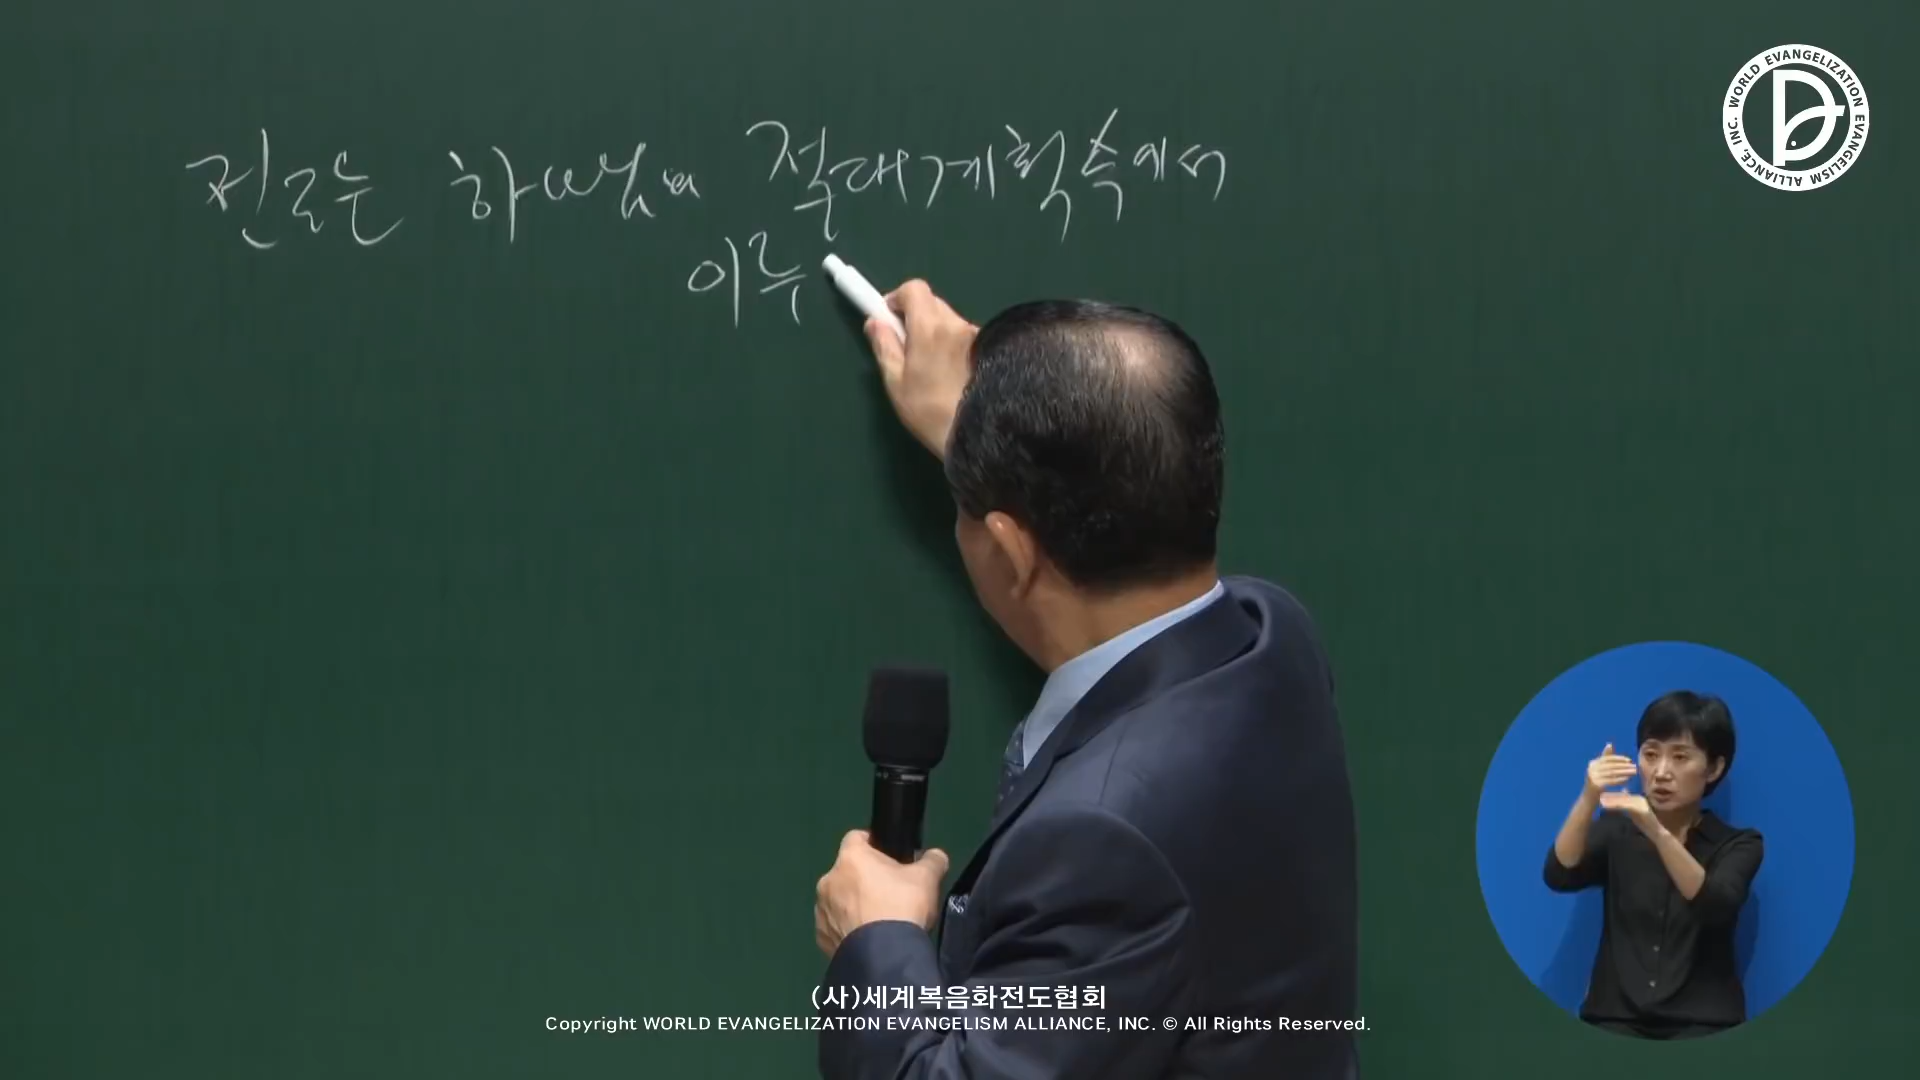 진로는 하나님의 절대계획속에서
이루
WORLD EVANGELIZATION EVANGELISM ALLIANCE, INC.
(사)세계복음화전도협회
Copyright WORLD EVANGELIZATION EVANGELISM ALLIANCE, INC. © All Rights Reserved.